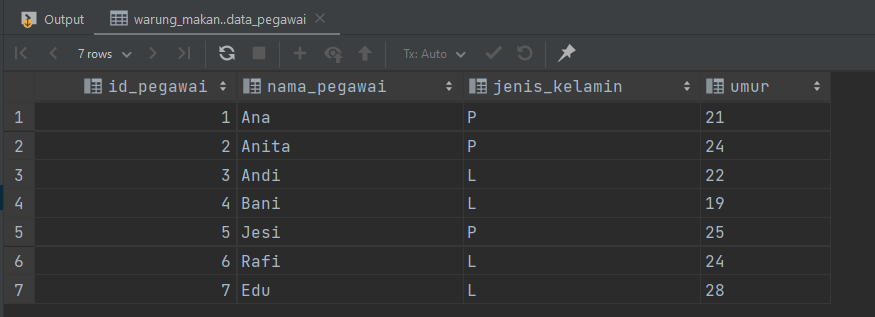 Output warung_makan..data_pegawai
7 rows Tx: Auto
id_pegawai nama_pegawai jenis_kelamin umur
1 1 Ana P 21
2 2 Anita P 24
3 3 Andi L 22
4 4 Bani L 19
5 5 Jesi P 25
6 6 Rafi L 24
7 7 Edu L 28